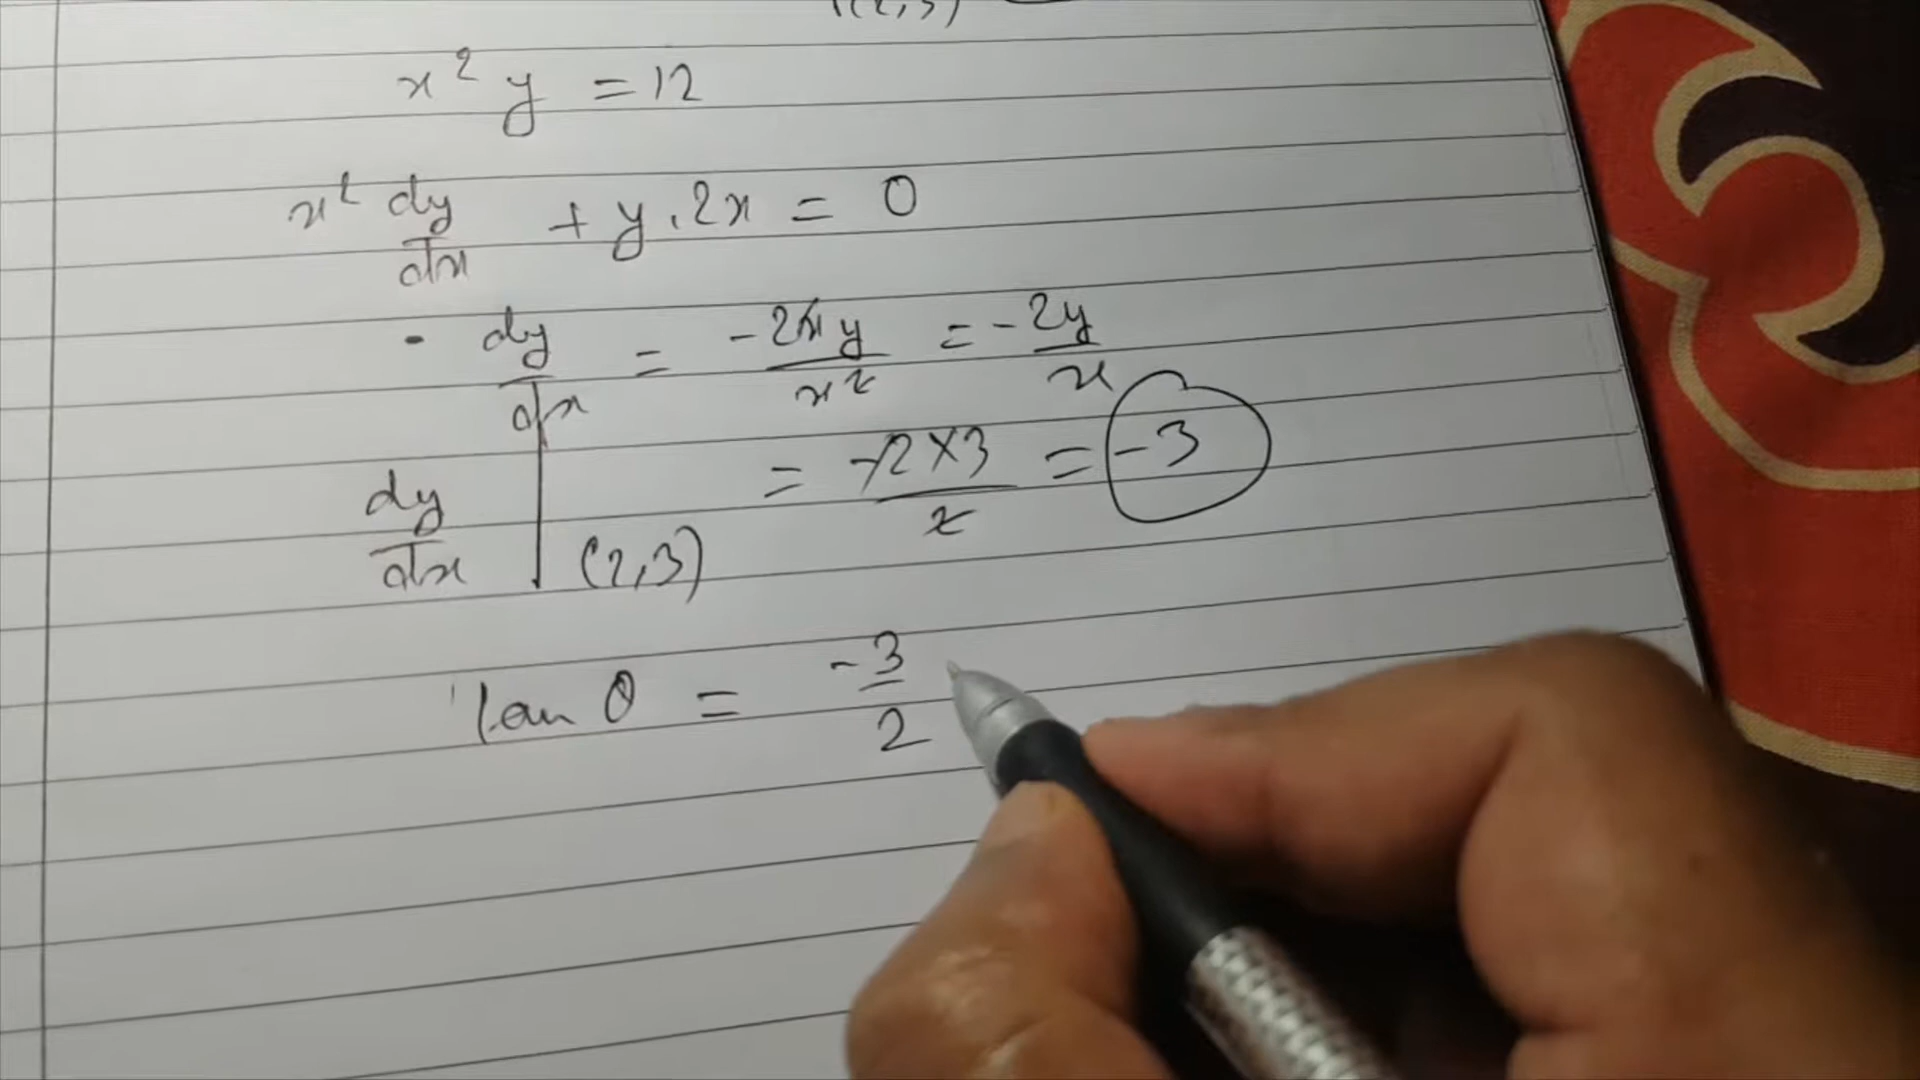 x² y = 12
x² dy/dx + y.2x = 0
dy/dx = -2xy/x² = -2y/x
dy/dx | (2,3) = -2×3/2 = -3
tan θ = -3/2